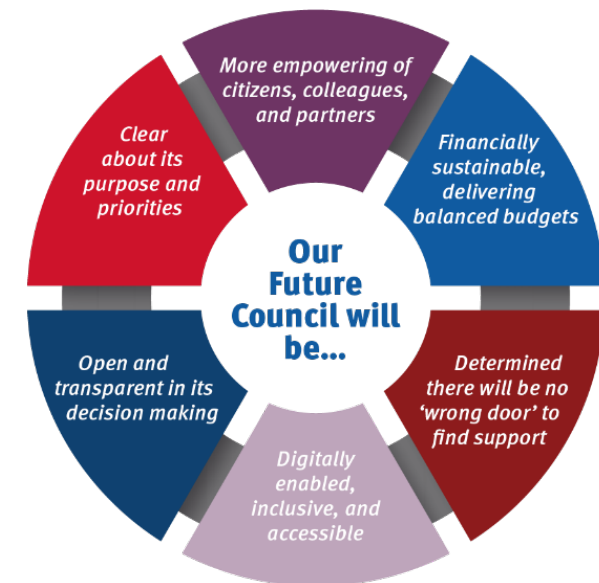 Our
Future
Council will
be...
More empowering of
citizens, colleagues,
and partners
Financially
sustainable,
delivering
balanced budgets
Determined
there will be no
‘wrong door’ to
find support
Digitally
enabled,
inclusive, and
accessible
Open and
transparent in its
decision making
Clear
about its
purpose and
priorities